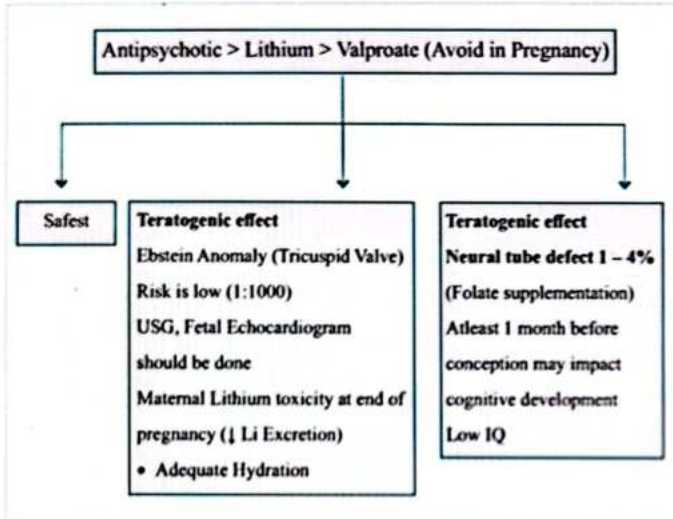 Antipsychotic > Lithium > Valproate (Avoid in Pregnancy)
Safest
Teratogenic effect
Ebstein Anomaly (Tricuspid Valve)
Risk is low (1:1000)
USG, Fetal Echocardiogram
should be done
Maternal Lithium toxicity at end of
pregnancy (↓ Li Excretion)
• Adequate Hydration
Teratogenic effect
Neural tube defect 1 – 4%
(Folate supplementation)
Atleast 1 month before
conception may impact
cognitive development
Low IQ